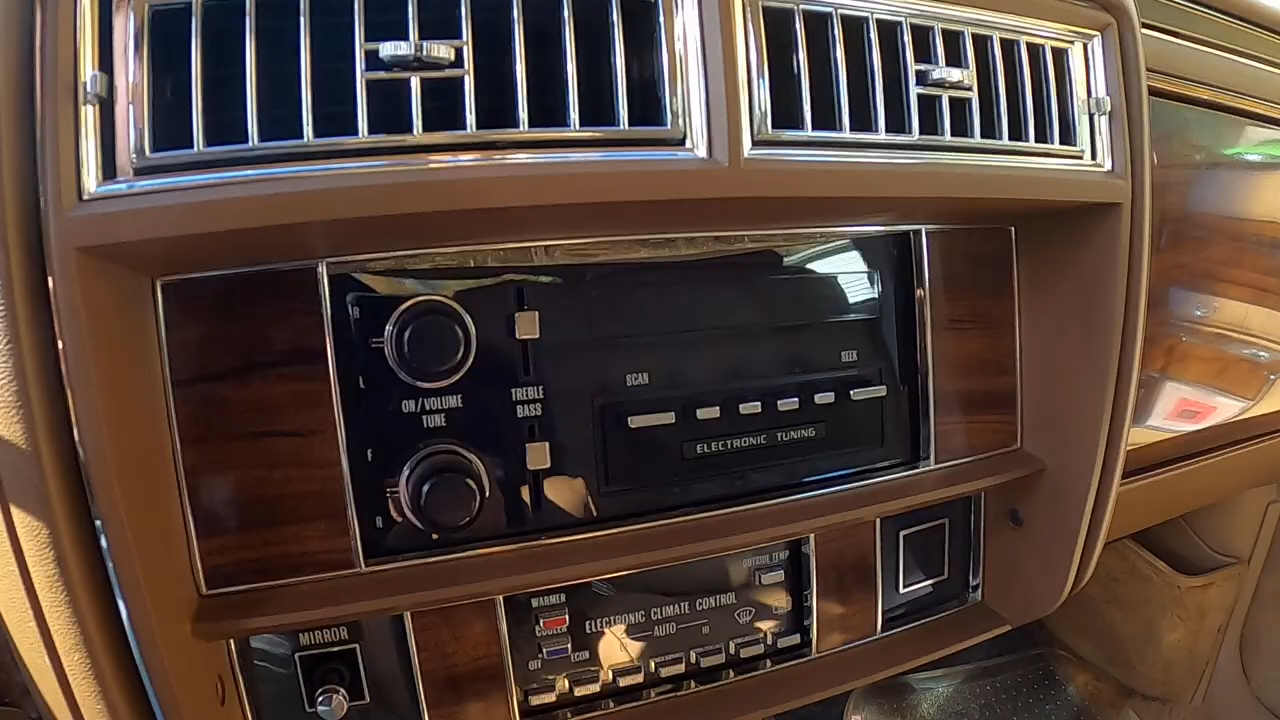 R
L
ON/VOLUME
TUNE
F
R
TREBLE
BASS
SCAN
SEEK
ELECTRONIC TUNING
MIRROR
WARMER
COOLER
OFF
ECON
ELECTRONIC CLIMATE CONTROL
AUTO
HI
OUTSIDE TEMP